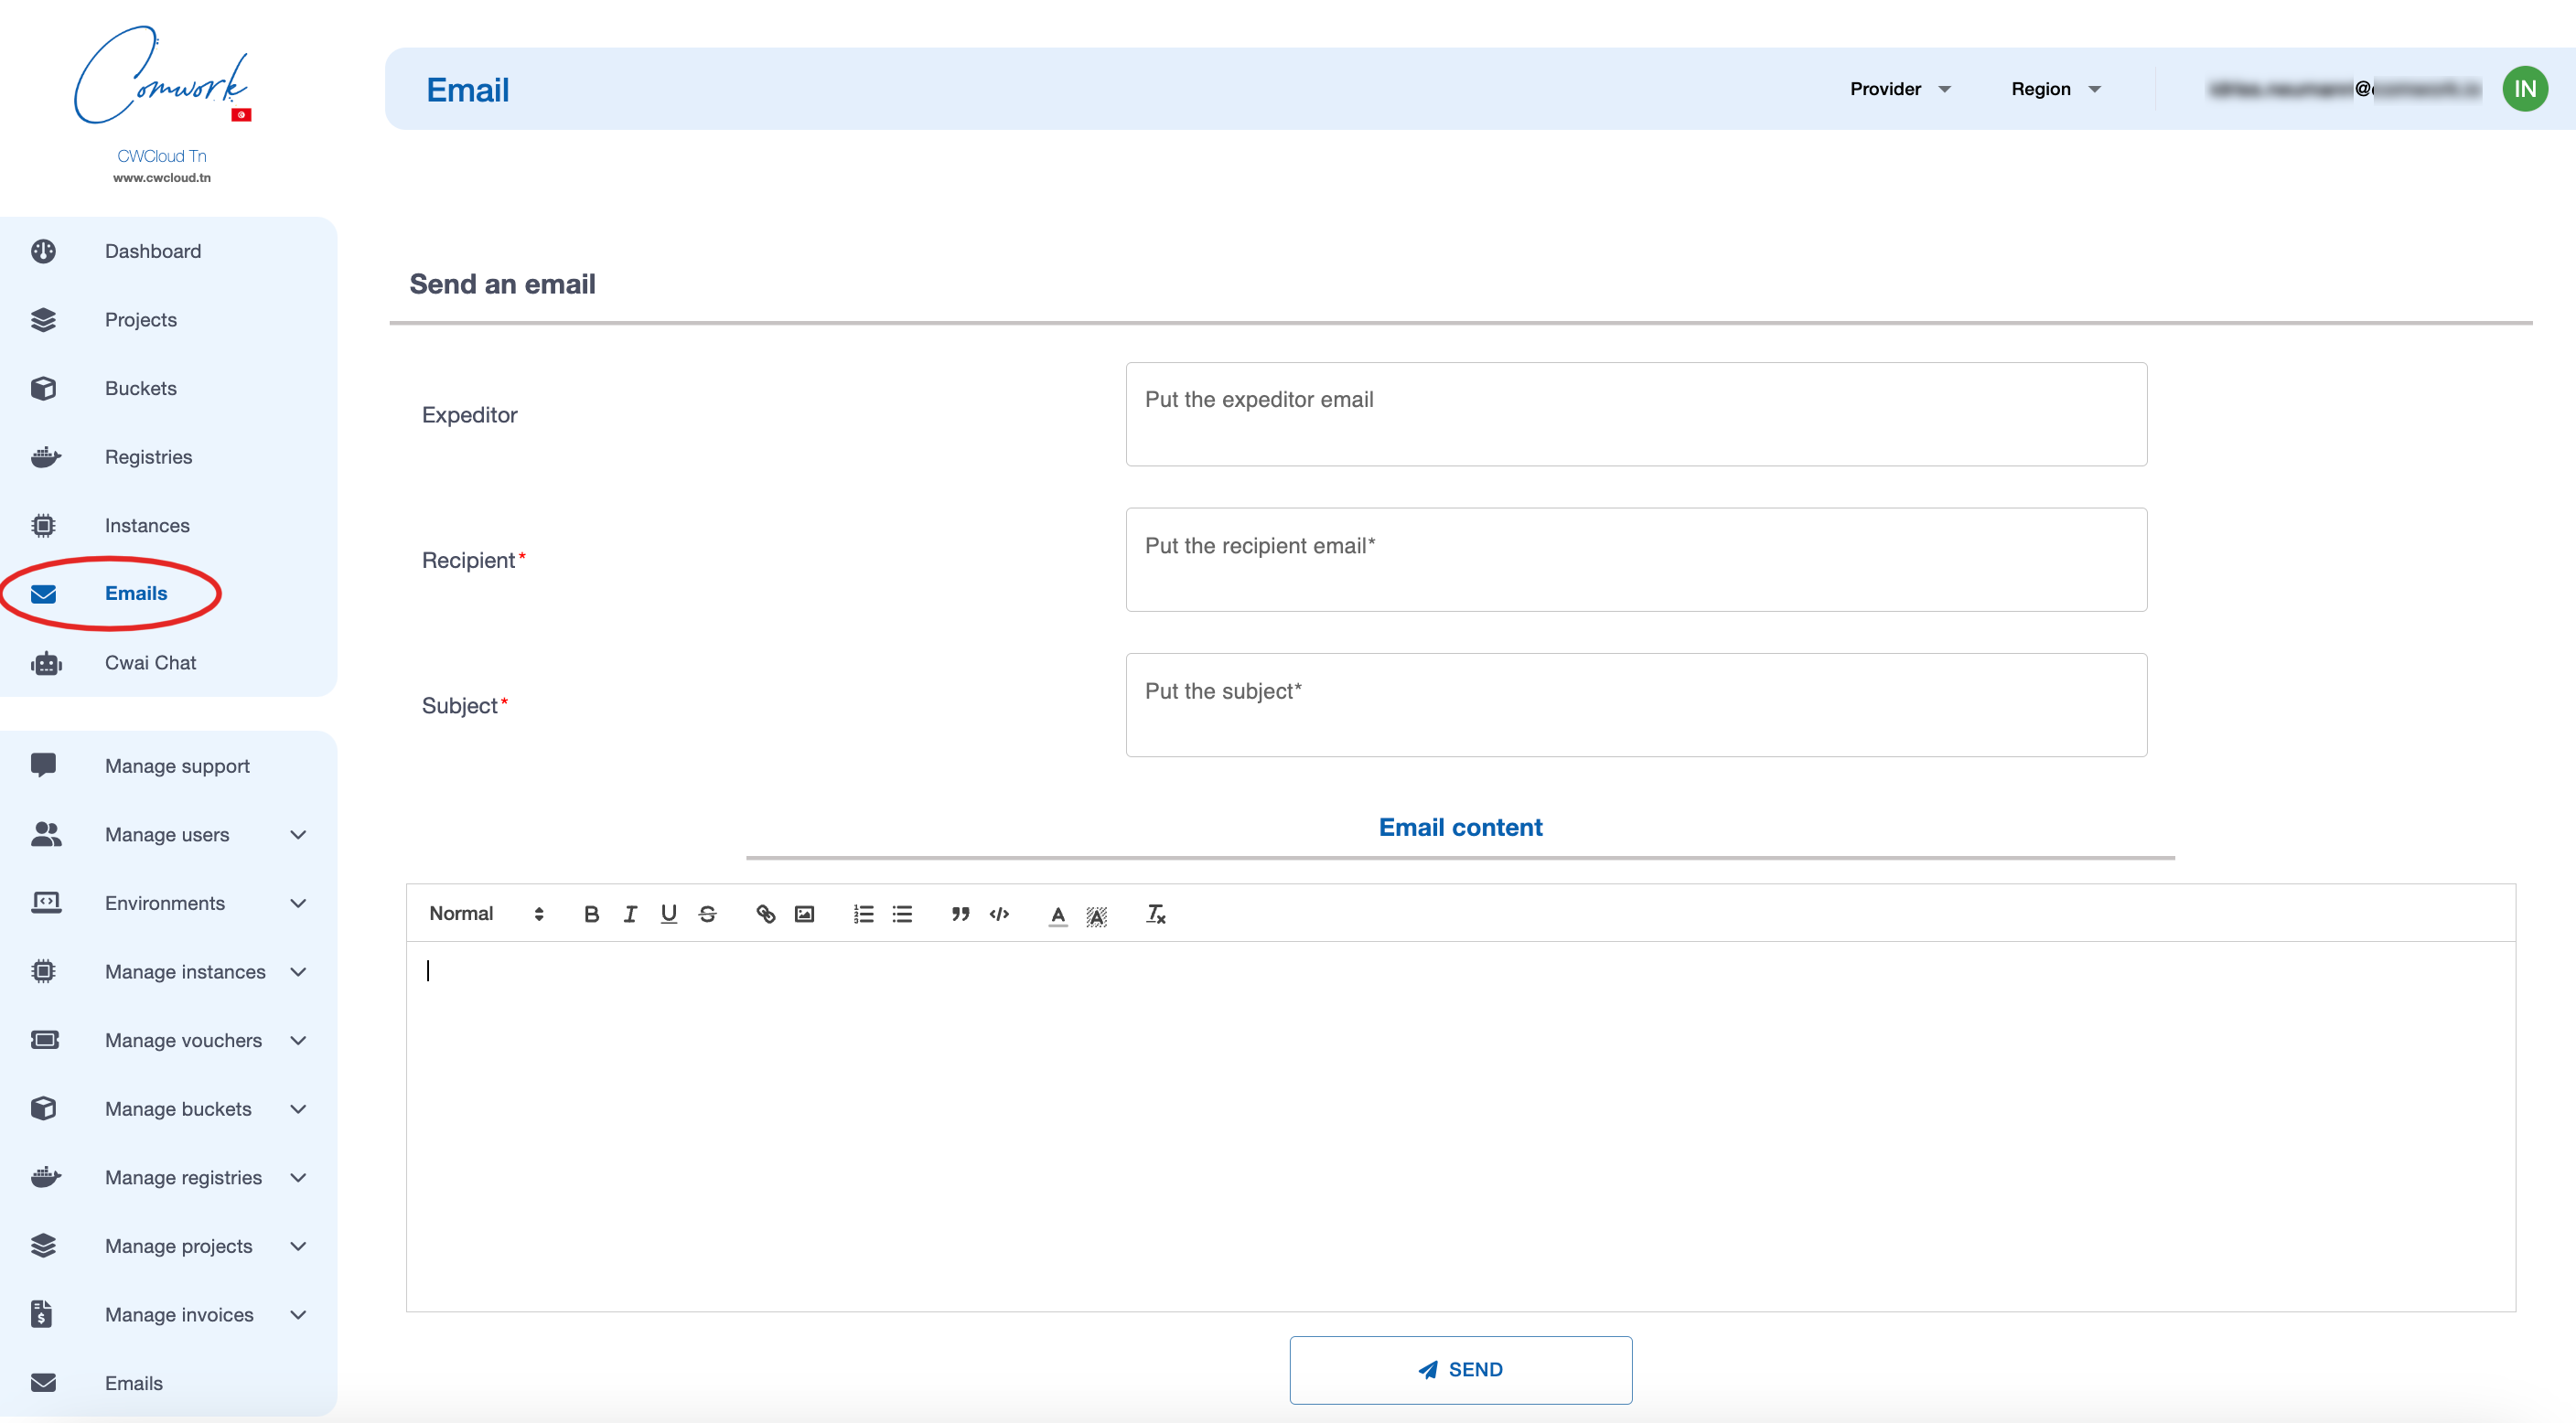 Comwork
CWCloud Tn
www.cwcloud.tn
Email
Provider
Region
@
IN
Dashboard
Projects
Buckets
Registries
Instances
Emails
Cwai Chat
Manage support
Manage users
Environments
Manage instances
Manage vouchers
Manage buckets
Manage registries
Manage projects
Manage invoices
Emails
Send an email
Expeditor
Put the expeditor email
Recipient*
Put the recipient email*
Subject*
Put the subject*
Email content
Normal
SEND